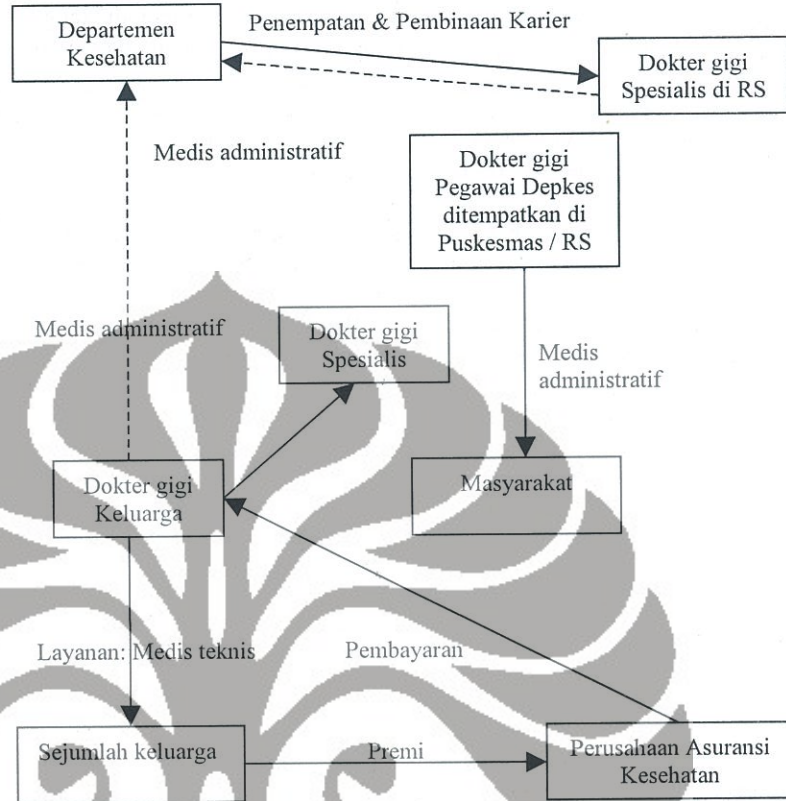 Departemen
Kesehatan
Penempatan & Pembinaan Karier
Dokter gigi
Spesialis di RS
Medis administratif
Dokter gigi
Pegawai Depkes
ditempatkan di
Puskesmas / RS
Medis administratif
Dokter gigi
Spesialis
Medis
administratif
Dokter gigi
Keluarga
Masyarakat
Layanan: Medis teknis
Pembayaran
Sejumlah keluarga
Premi
Perusahaan Asuransi
Kesehatan